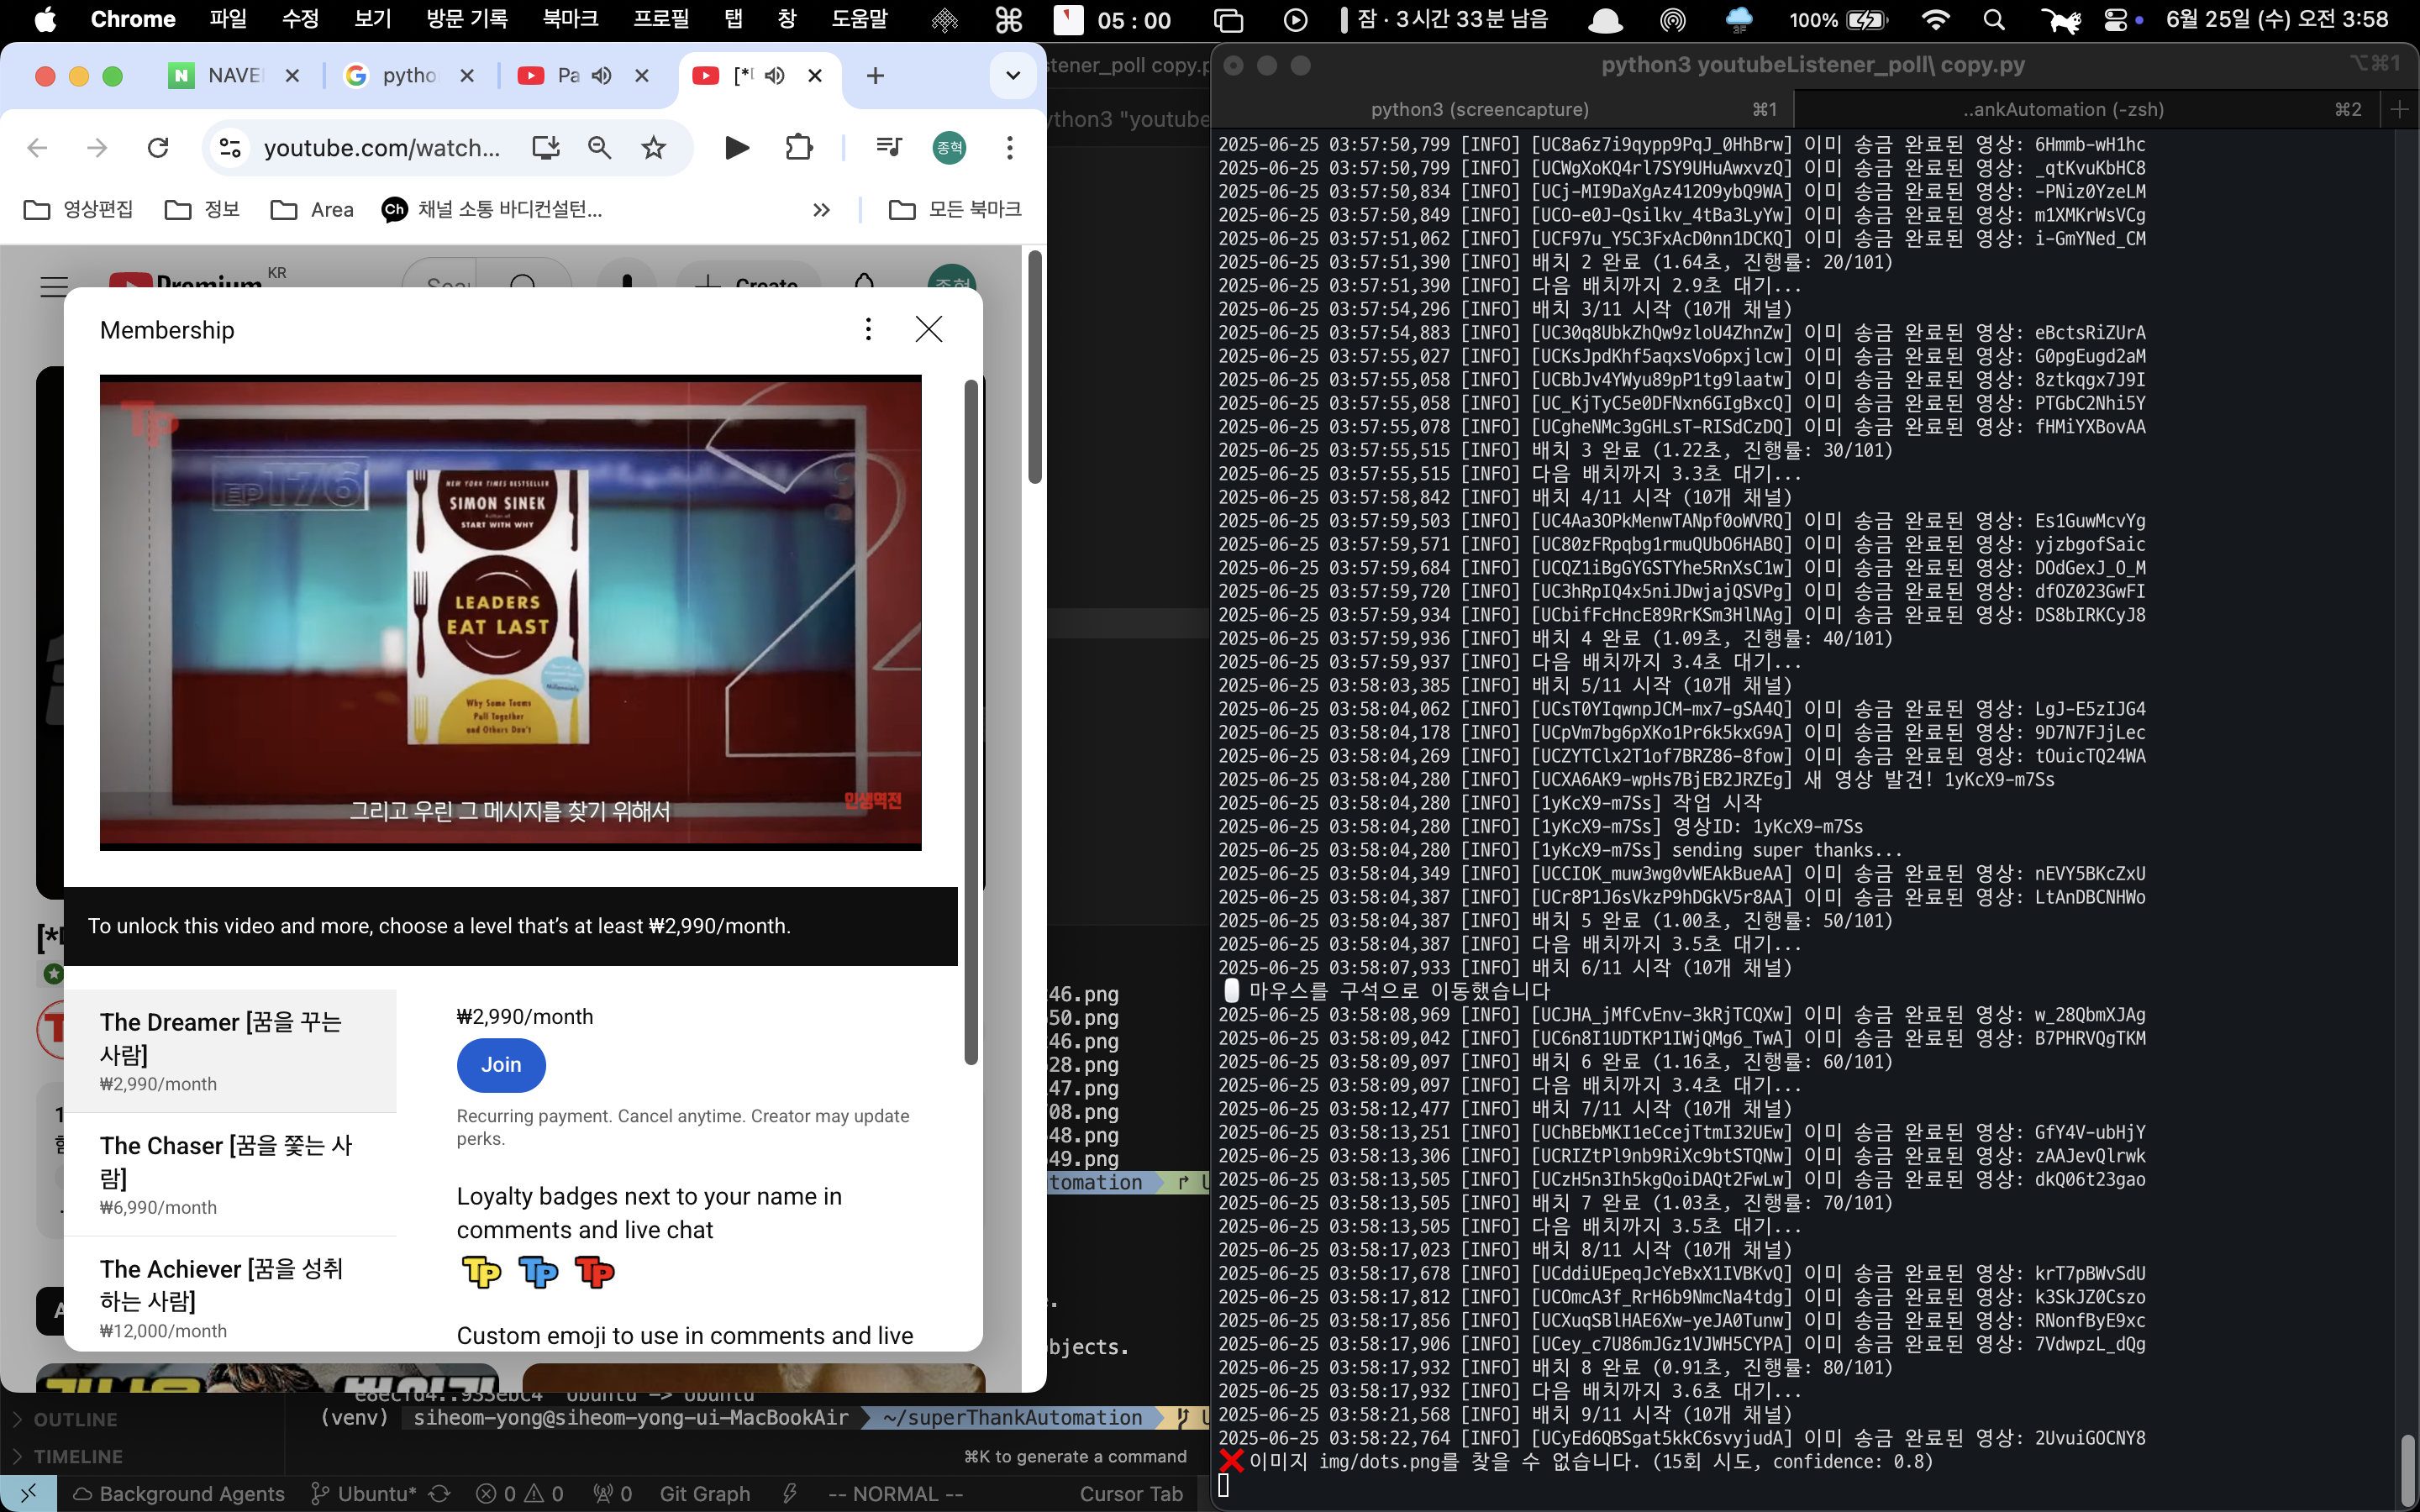 Chrome 파일 수정 보기 방문 기록 북마크 프로필 탭 창 도움말 05 : 00 잠 · 3시간 33분 남음 100% 6월 25일 (수) 오전 3:58
NAVE pytho Pa [*[
youtube.com/watch... 종혁
영상편집 정보 Area 채널 소통 바디컨설턴... 모든 북마크
KR
Create
Membership
Tp
EP176
NEW YORK TIMES BESTSELLER
SIMON SINEK
START WITH WHY
LEADERS
EAT LAST
Why Some Teams
Pull Together
and Others Don't
인생역전
그리고 우린 그 메시지를 찾기 위해서
To unlock this video and more, choose a level that's at least ₩2,990/month.
The Dreamer [꿈을 꾸는
사람]
₩2,990/month
The Chaser [꿈을 쫓는 사
람]
₩6,990/month
The Achiever [꿈을 성취
하는 사람]
₩12,000/month
₩2,990/month
Join
Recurring payment. Cancel anytime. Creator may update
perks.
Loyalty badges next to your name in
comments and live chat
Tp Tp Tp
Custom emoji to use in comments and live
stener_poll copy.p
ython3 "youtube
46.png
50.png
46.png
28.png
47.png
08.png
48.png
49.png
tomation
bjects.
(venv) siheom-yong@siheom-yong-ui-MacBookAir ~/superThankAutomation
OUTLINE
TIMELINE
⌘K to generate a command
Background Agents Ubuntu* 0 0 0 Git Graph -- NORMAL -- Cursor Tab
python3 youtubeListener_poll\ copy.py ⌥⌘1
python3 (screencapture) ⌘1 ..ankAutomation (-zsh) ⌘2
2025-06-25 03:57:50,799 [INFO] [UC8a6z7i9qypp9PqJ_0HhBrw] 이미 송금 완료된 영상: 6Hmmb-wH1hc
2025-06-25 03:57:50,799 [INFO] [UCWgXoKQ4rl7SY9UHuAwxvzQ] 이미 송금 완료된 영상: _qtKvuKbHC8
2025-06-25 03:57:50,834 [INFO] [UCj-MI9DaXgAz412O9ybQ9WA] 이미 송금 완료된 영상: -PNiz0YzeLM
2025-06-25 03:57:50,849 [INFO] [UCO-e0J-Qsilkv_4tBa3LyYw] 이미 송금 완료된 영상: m1XMKrWsVCg
2025-06-25 03:57:51,062 [INFO] [UCF97u_Y5C3FxAcD0nn1DCKQ] 이미 송금 완료된 영상: i-GmYNed_CM
2025-06-25 03:57:51,390 [INFO] 배치 2 완료 (1.64초, 진행률: 20/101)
2025-06-25 03:57:51,390 [INFO] 다음 배치까지 2.9초 대기...
2025-06-25 03:57:54,296 [INFO] 배치 3/11 시작 (10개 채널)
2025-06-25 03:57:54,883 [INFO] [UC30q8UbkZhQw9zloU4ZhnZw] 이미 송금 완료된 영상: eBctsRiZUrA
2025-06-25 03:57:55,027 [INFO] [UCKsJpdKhf5aqxsVo6pxjlcw] 이미 송금 완료된 영상: G0pgEugd2aM
2025-06-25 03:57:55,058 [INFO] [UCBbJv4YWyu89pP1tg9laatw] 이미 송금 완료된 영상: 8ztkqgx7J9I
2025-06-25 03:57:55,058 [INFO] [UC_KjTyC5e0DFNxn6GIgBxcQ] 이미 송금 완료된 영상: PTGbC2Nhi5Y
2025-06-25 03:57:55,078 [INFO] [UCgheNMc3gGHLsT-RISdCzDQ] 이미 송금 완료된 영상: fHMiYXBovAA
2025-06-25 03:57:55,515 [INFO] 배치 3 완료 (1.22초, 진행률: 30/101)
2025-06-25 03:57:55,515 [INFO] 다음 배치까지 3.3초 대기...
2025-06-25 03:57:58,842 [INFO] 배치 4/11 시작 (10개 채널)
2025-06-25 03:57:59,503 [INFO] [UC4Aa3OPkMenwTANpf0oWVRQ] 이미 송금 완료된 영상: Es1GuwMcvYg
2025-06-25 03:57:59,571 [INFO] [UC80zFRpqbg1rmuQUbO6HABQ] 이미 송금 완료된 영상: yjzbgofSaic
2025-06-25 03:57:59,684 [INFO] [UCQZ1iBgGYGSTYhe5RnXsC1w] 이미 송금 완료된 영상: DOdGexJ_O_M
2025-06-25 03:57:59,720 [INFO] [UC3hRpIQ4x5niJDwjajQSVPg] 이미 송금 완료된 영상: dfOZ023GwFI
2025-06-25 03:57:59,934 [INFO] [UCbifFcHncE89RrKSm3HlNAg] 이미 송금 완료된 영상: DS8bIRKCyJ8
2025-06-25 03:57:59,936 [INFO] 배치 4 완료 (1.09초, 진행률: 40/101)
2025-06-25 03:57:59,937 [INFO] 다음 배치까지 3.4초 대기...
2025-06-25 03:58:03,385 [INFO] 배치 5/11 시작 (10개 채널)
2025-06-25 03:58:04,062 [INFO] [UCsT0YIqwnpJCM-mx7-gSA4Q] 이미 송금 완료된 영상: LgJ-E5zIJG4
2025-06-25 03:58:04,178 [INFO] [UCpVm7bg6pXKo1Pr6k5kxG9A] 이미 송금 완료된 영상: 9D7N7FJjLec
2025-06-25 03:58:04,269 [INFO] [UCZYTClx2T1of7BRZ86-8fow] 이미 송금 완료된 영상: tOuicTQ24WA
2025-06-25 03:58:04,280 [INFO] [UCXA6AK9-wpHs7BjEB2JRZEg] 새 영상 발견! 1yKcX9-m7Ss
2025-06-25 03:58:04,280 [INFO] [1yKcX9-m7Ss] 작업 시작
2025-06-25 03:58:04,280 [INFO] [1yKcX9-m7Ss] 영상ID: 1yKcX9-m7Ss
2025-06-25 03:58:04,280 [INFO] [1yKcX9-m7Ss] sending super thanks...
2025-06-25 03:58:04,349 [INFO] [UCCIOK_muw3wg0vWEAkBueAA] 이미 송금 완료된 영상: nEVY5BKcZxU
2025-06-25 03:58:04,387 [INFO] [UCr8P1J6sVkzP9hDGkV5r8AA] 이미 송금 완료된 영상: LtAnDBCNHWo
2025-06-25 03:58:04,387 [INFO] 배치 5 완료 (1.00초, 진행률: 50/101)
2025-06-25 03:58:04,387 [INFO] 다음 배치까지 3.5초 대기...
2025-06-25 03:58:07,933 [INFO] 배치 6/11 시작 (10개 채널)
마우스를 구석으로 이동했습니다
2025-06-25 03:58:08,969 [INFO] [UCJHA_jMfCvEnv-3kRjTCQXw] 이미 송금 완료된 영상: w_28QbmXJAg
2025-06-25 03:58:09,042 [INFO] [UC6n8I1UDTKP1IWjQMg6_TwA] 이미 송금 완료된 영상: B7PHRVQgTKM
2025-06-25 03:58:09,097 [INFO] 배치 6 완료 (1.16초, 진행률: 60/101)
2025-06-25 03:58:09,097 [INFO] 다음 배치까지 3.4초 대기...
2025-06-25 03:58:12,477 [INFO] 배치 7/11 시작 (10개 채널)
2025-06-25 03:58:13,251 [INFO] [UChBEbMKI1eCcejTtmI32UEw] 이미 송금 완료된 영상: GfY4V-ubHjY
2025-06-25 03:58:13,306 [INFO] [UCRIZtPl9nb9RiXc9btSTQNw] 이미 송금 완료된 영상: zAAJevQlrwk
2025-06-25 03:58:13,505 [INFO] [UCzH5n3Ih5kgQoiDAQt2FwLw] 이미 송금 완료된 영상: dkQ06t23gao
2025-06-25 03:58:13,505 [INFO] 배치 7 완료 (1.03초, 진행률: 70/101)
2025-06-25 03:58:13,505 [INFO] 다음 배치까지 3.5초 대기...
2025-06-25 03:58:17,023 [INFO] 배치 8/11 시작 (10개 채널)
2025-06-25 03:58:17,678 [INFO] [UCddiUEpeqJcYeBxX1IVBKvQ] 이미 송금 완료된 영상: krT7pBWvSdU
2025-06-25 03:58:17,812 [INFO] [UCOmcA3f_RrH6b9NmcNa4tdg] 이미 송금 완료된 영상: k3SkJZ0Cszo
2025-06-25 03:58:17,856 [INFO] [UCXuqSBlHAE6Xw-yeJA0Tunw] 이미 송금 완료된 영상: RNonfByE9xc
2025-06-25 03:58:17,906 [INFO] [UCey_c7U86mJGz1VJWH5CYPA] 이미 송금 완료된 영상: 7VdwpzL_dQg
2025-06-25 03:58:17,932 [INFO] 배치 8 완료 (0.91초, 진행률: 80/101)
2025-06-25 03:58:17,932 [INFO] 다음 배치까지 3.6초 대기...
2025-06-25 03:58:21,568 [INFO] 배치 9/11 시작 (10개 채널)
2025-06-25 03:58:22,764 [INFO] [UCyEd6QBSgat5kkC6svyjudA] 이미 송금 완료된 영상: 2UvuiGOCNY8
❌이미지 img/dots.png를 찾을 수 없습니다. (15회 시도, confidence: 0.8)